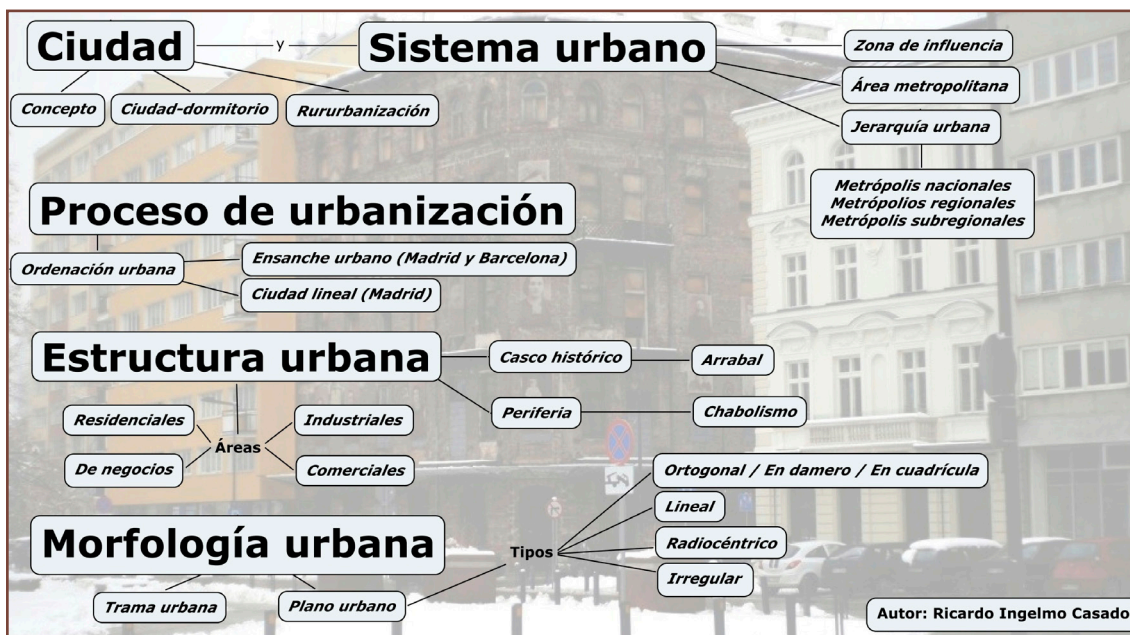 Ciudad
y
Sistema urbano
Zona de influencia
Área metropolitana
Jerarquía urbana
Concepto
Ciudad-dormitorio
Rururbanización
Metrópolis nacionales
Metrópolios regionales
Metrópolis subregionales
Proceso de urbanización
Ordenación urbana
Ensanche urbano (Madrid y Barcelona)
Ciudad lineal (Madrid)
Estructura urbana
Casco histórico
Arrabal
Periferia
Chabolismo
Residenciales
Industriales
Áreas
De negocios
Comerciales
Morfología urbana
Trama urbana
Plano urbano
Tipos
Ortogonal / En damero / En cuadrícula
Lineal
Radiocéntrico
Irregular
Autor: Ricardo Ingelmo Casado